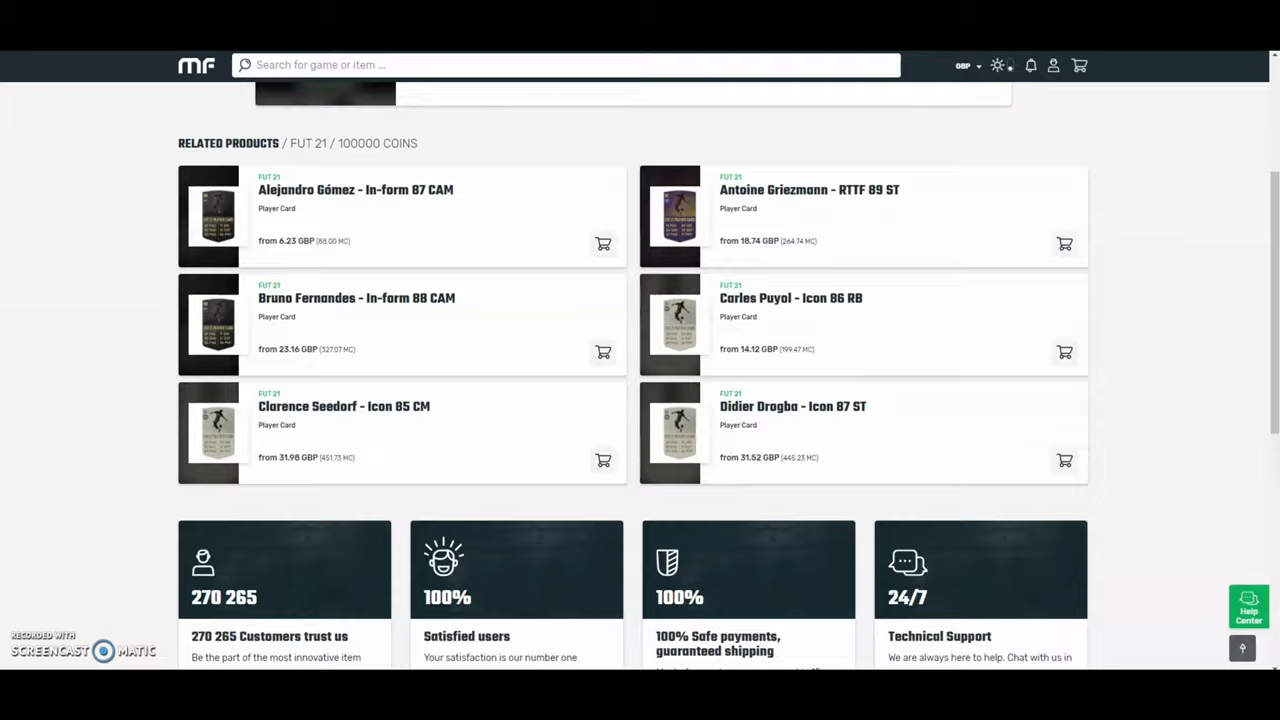 MF
Search for game or item ...
GBP
RELATED PRODUCTS / FUT 21 / 100000 COINS
FUT 21
Alejandro Gómez - In-form 87 CAM
Player Card
from 6.23 GBP (88.00 MC)
FUT 21
Antoine Griezmann - RTTF 89 ST
Player Card
from 18.74 GBP (264.74 MC)
FUT 21
Bruno Fernandes - In-form 88 CAM
Player Card
from 23.16 GBP (327.07 MC)
FUT 21
Carles Puyol - Icon 86 RB
Player Card
from 14.12 GBP (199.47 MC)
FUT 21
Clarence Seedorf - Icon 85 CM
Player Card
from 31.98 GBP (451.73 MC)
FUT 21
Didier Drogba - Icon 87 ST
Player Card
from 31.52 GBP (445.23 MC)
270 265
270 265 Customers trust us
Be the part of the most innovative item
100%
Satisfied users
Your satisfaction is our number one
100%
100% Safe payments,
guaranteed shipping
24/7
Technical Support
We are always here to help. Chat with us in
Help
Center
RECORDED WITH
SCREENCAST MATIC